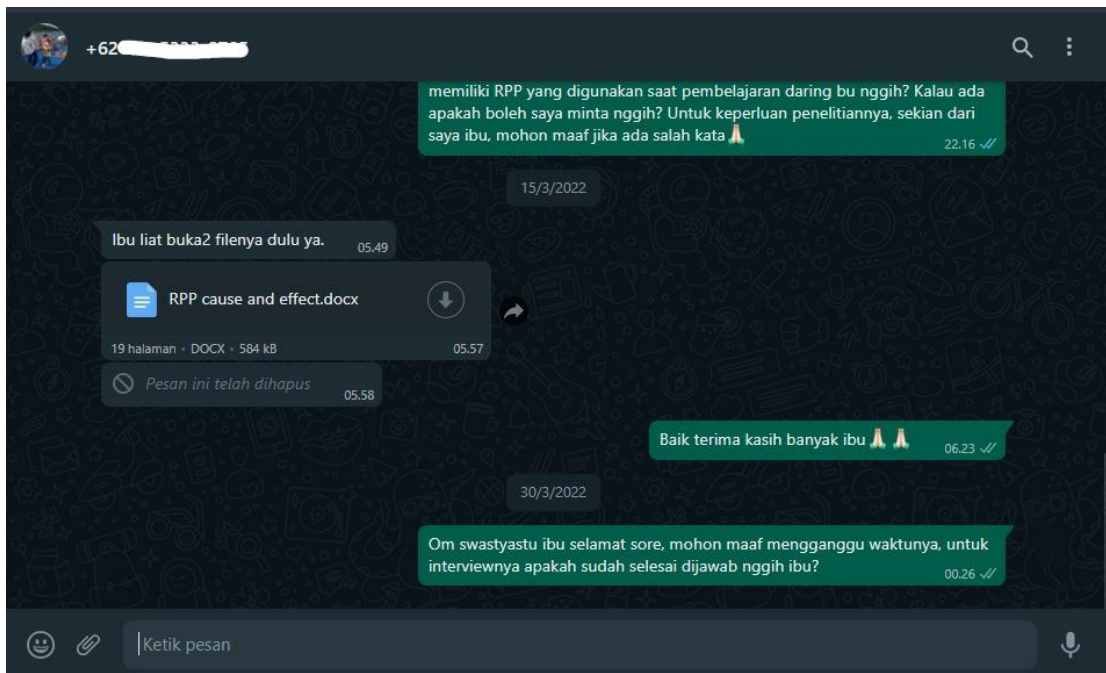 +62
memiliki RPP yang digunakan saat pembelajaran daring bu nggih? Kalau ada
apakah boleh saya minta nggih? Untuk keperluan penelitiannya, sekian dari
saya ibu, mohon maaf jika ada salah kata🙏🏻
22.16
15/3/2022
Ibu liat buka2 filenya dulu ya.
05.49
RPP cause and effect.docx
19 halaman • DOCX • 584 kB
05.57
Pesan ini telah dihapus
05.58
Baik terima kasih banyak ibu🙏🏻 🙏🏻
06.23
30/3/2022
Om swastyastu ibu selamat sore, mohon maaf mengganggu waktunya, untuk
interviewnya apakah sudah selesai dijawab nggih ibu?
00.26
Ketik pesan